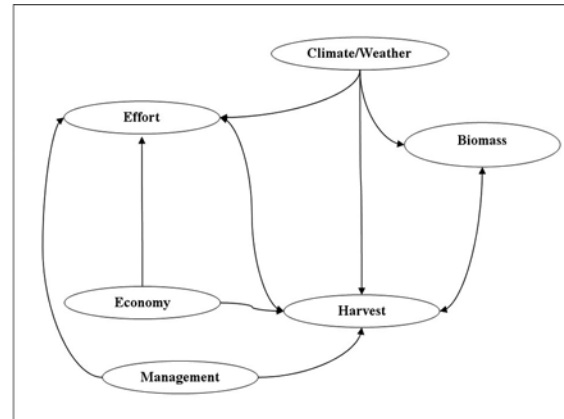 Climate/Weather
Effort
Biomass
Economy
Harvest
Management